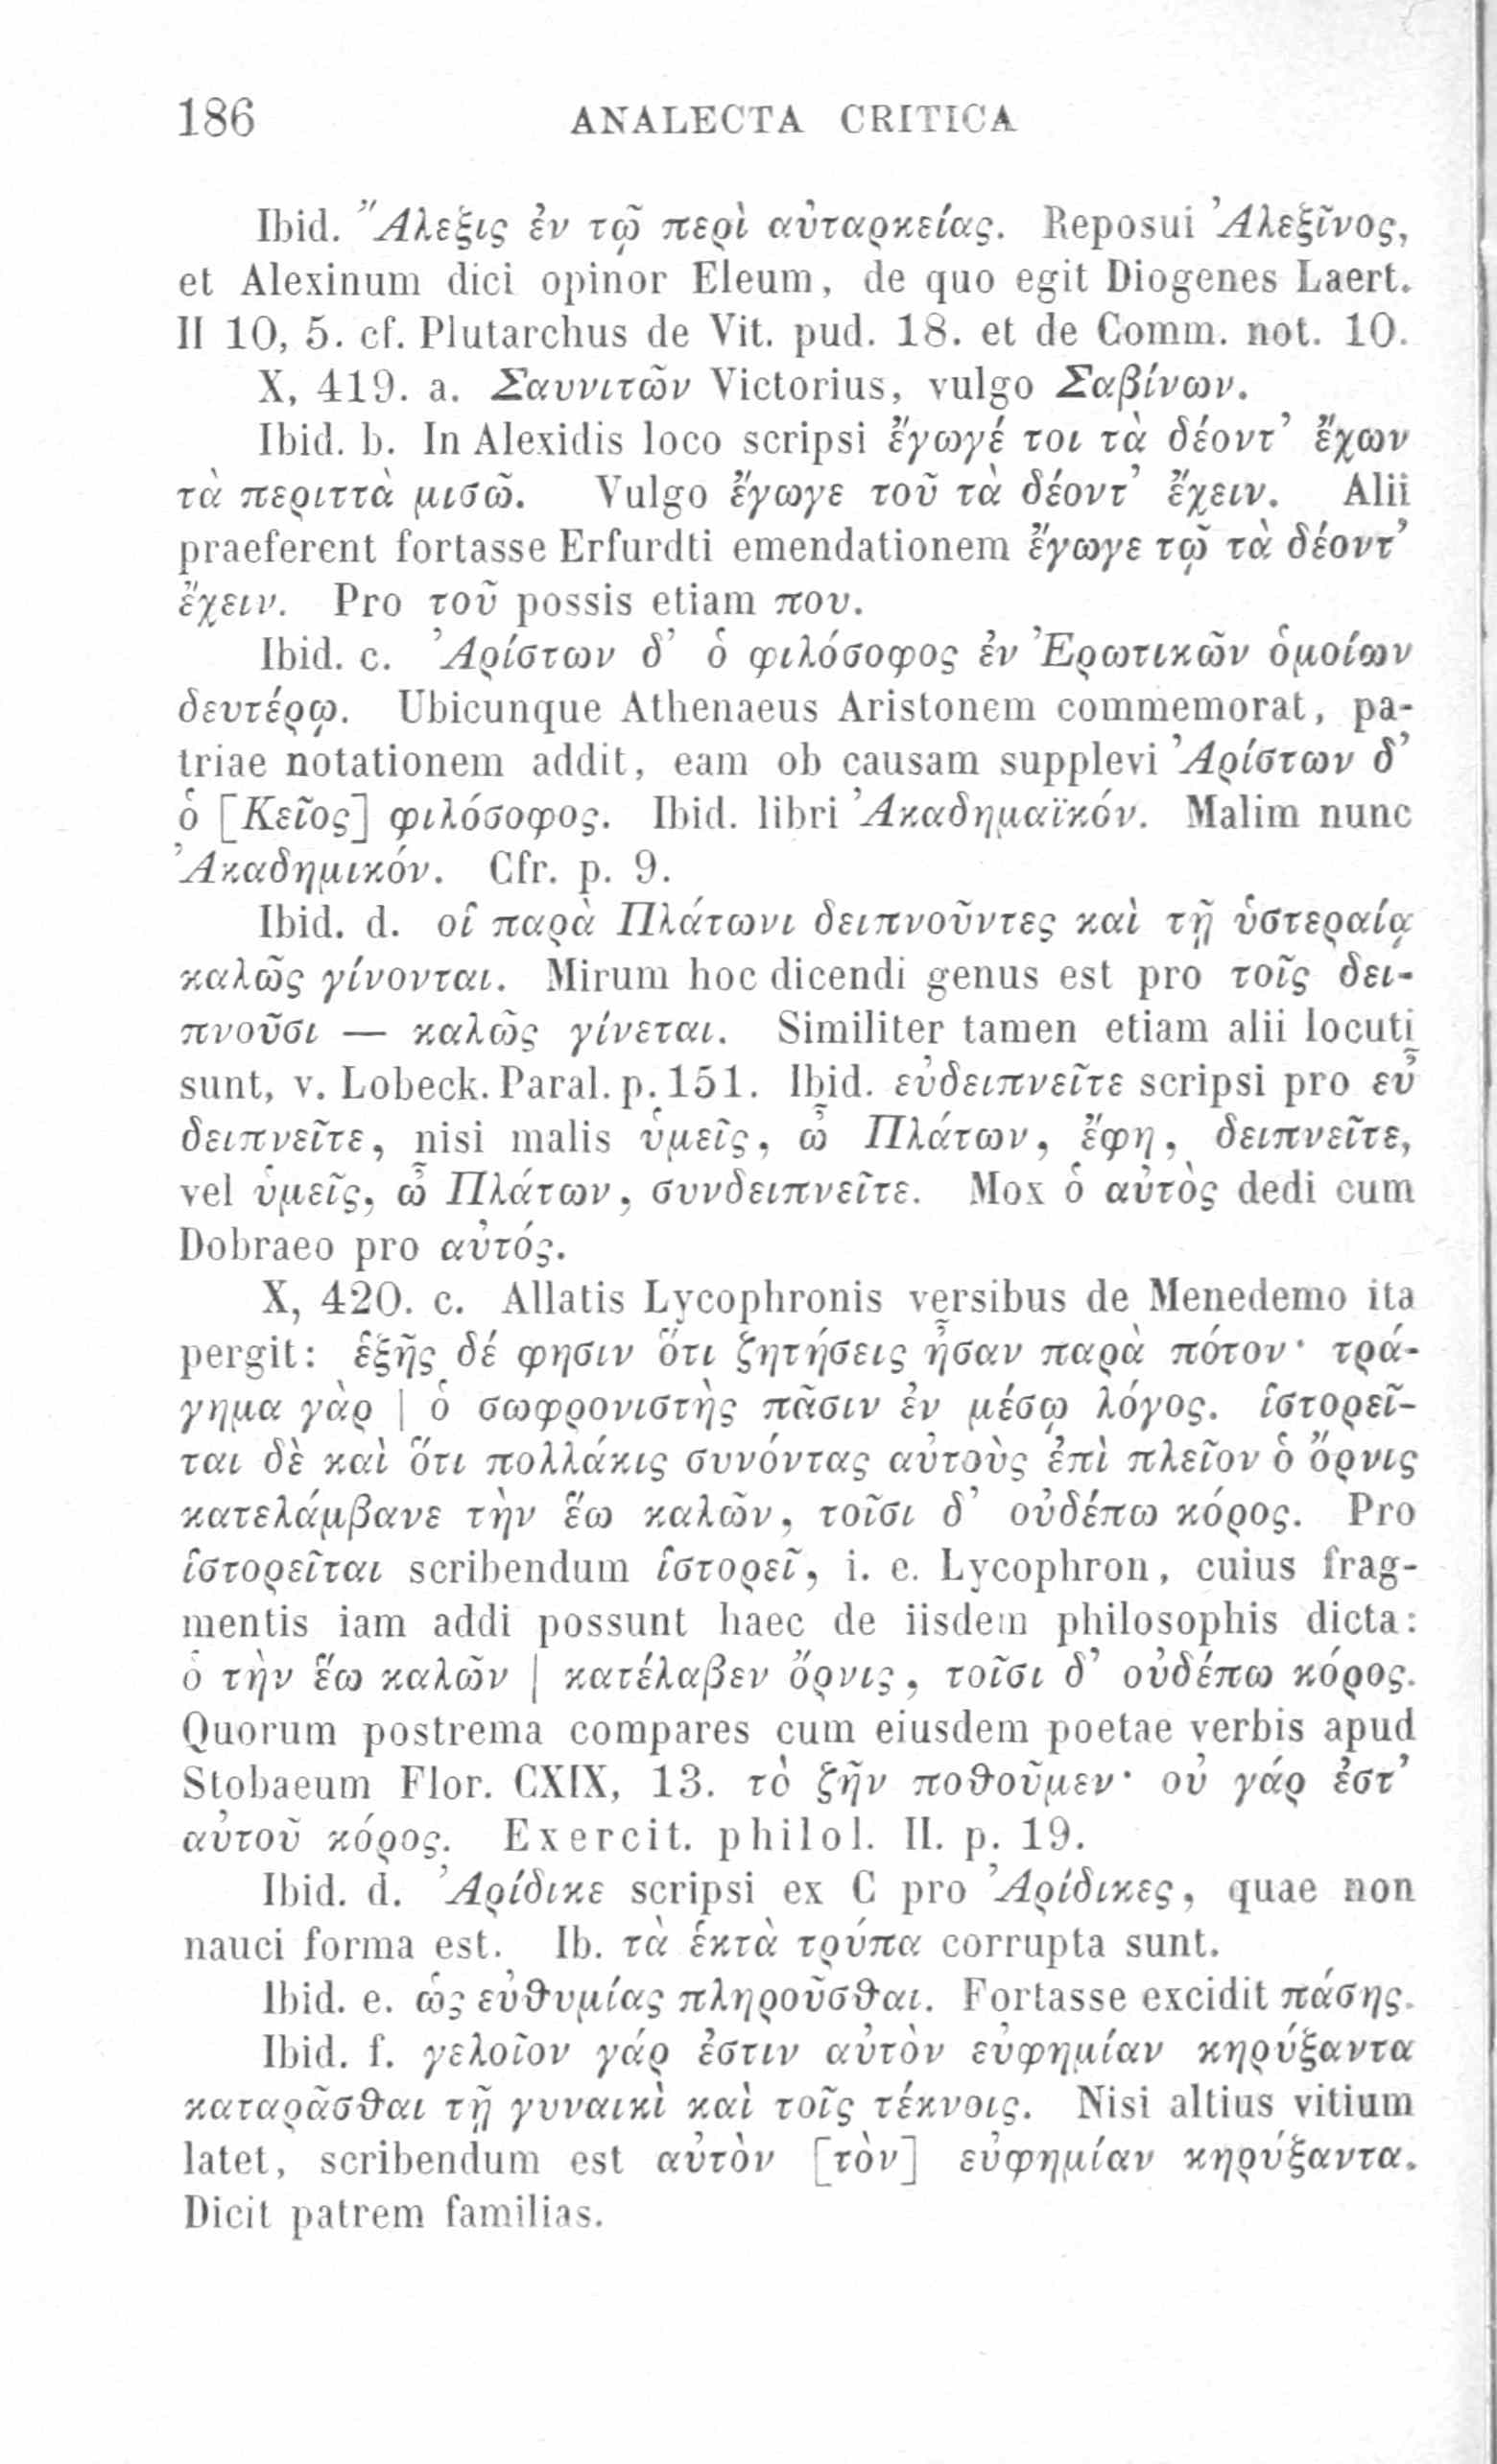 186 ANALECTA CRITICA
Ibid. Ἄλεξις ἐν τῷ περὶ αὐταρκείας. Reposui Ἀλεξῖνος,
et Alexinum dici opinor Eleum, de quo egit Diogenes Laert.
II 10, 5. cf. Plutarchus de Vit. pud. 18. et de Comm. not. 10.
X, 419. a. Σαυνιτῶν Victorius, vulgo Σαβίνων.
Ibid. b. In Alexidis loco scripsi ἔγωγέ τοι τὰ δέοντ᾽ ἔχων
τὰ περιττὰ μισῶ. Vulgo ἔγωγε τοῦ τὰ δέοντ᾽ ἔχειν. Alii
praeferent fortasse Erfurdti emendationem ἔγωγε τῷ τὰ δέοντ᾽
ἔχειν. Pro τοῦ possis etiam που.
Ibid. c. Ἀρίστων δ᾽ ὁ φιλόσοφος ἐν Ἐρωτικῶν ὁμοίων
δευτέρῳ. Ubicunque Athenaeus Aristonem commemorat, pa-
triae notationem addit, eam ob causam supplevi Ἀρίστων δ᾽
ὁ [Κεῖος] φιλόσοφος. Ibid. libri Ἀκαδημαϊκόν. Malim nunc
Ἀκαδημικόν. Cfr. p. 9.
Ibid. d. οἱ παρὰ Πλάτωνι δειπνοῦντες καὶ τῇ ὑστεραίᾳ
καλῶς γίνονται. Mirum hoc dicendi genus est pro τοῖς δει-
πνοῦσι — καλῶς γίνεται. Similiter tamen etiam alii locuti
sunt, v. Lobeck. Paral. p. 151. Ibid. εὐδειπνεῖτε scripsi pro εὖ
δειπνεῖτε, nisi malis ὑμεῖς, ὦ Πλάτων, ἔφη, δειπνεῖτε,
vel ὑμεῖς, ὦ Πλάτων, συνδειπνεῖτε. Mox ὁ αὐτὸς dedi cum
Dobraeo pro αὐτός.
X, 420. c. Allatis Lycophronis versibus de Menedemo ita
pergit: ἑξῆς δέ φησιν ὅτι ζητήσεις ἦσαν παρὰ πότον· τρά-
γημα γὰρ | ὁ σωφρονιστὴς πᾶσιν ἐν μέσῳ λόγος. ἱστορεῖ-
ται δὲ καὶ ὅτι πολλάκις συνόντας αὐτοὺς ἐπὶ πλεῖον ὁ ὄρνις
κατελάμβανε τὴν ἕω καλῶν, τοῖσι δ᾽ οὐδέπω κόρος. Pro
ἱστορεῖται scribendum ἱστορεῖ, i. e. Lycophron, cuius frag-
mentis iam addi possunt haec de iisdem philosophis dicta:
ὁ τὴν ἕω καλῶν | κατέλαβεν ὄρνις, τοῖσι δ᾽ οὐδέπω κόρος.
Quorum postrema compares cum eiusdem poetae verbis apud
Stobaeum Flor. CXIX, 13. τὸ ζῆν ποθοῦμεν· οὐ γάρ ἐστ᾽
αὐτοῦ κόρος. Exercit. philol. II. p. 19.
Ibid. d. Ἀρίδικε scripsi ex C pro Ἀρίδικες, quae non
nauci forma est. Ib. τὰ ἑκτὰ τρύπα corrupta sunt.
Ibid. e. ὡς εὐθυμίας πληροῦσθαι. Fortasse excidit πάσης.
Ibid. f. γελοῖον γάρ ἐστιν αὐτὸν εὐφημίαν κηρύξαντα
καταρᾶσθαι τῇ γυναικὶ καὶ τοῖς τέκνοις. Nisi altius vitium
latet, scribendum est αὐτὸν [τὸν] εὐφημίαν κηρύξαντα.
Dicit patrem familias.